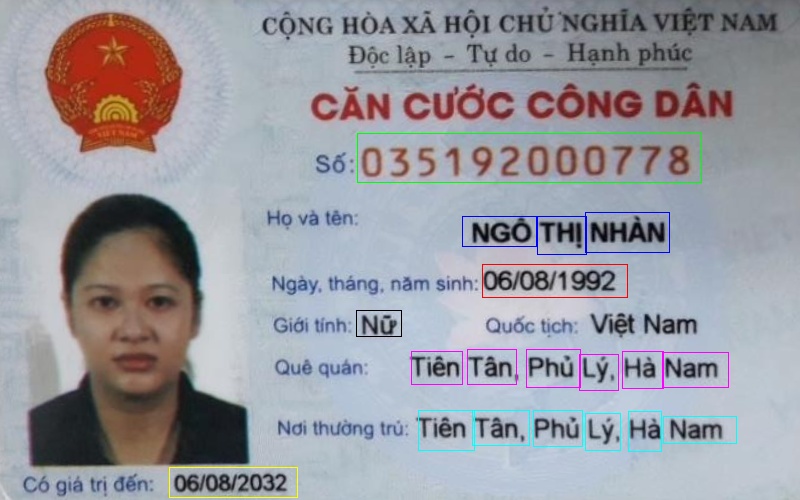 CỘNG HÒA XÃ HỘI CHỦ NGHĨA VIỆT NAM
Độc lập - Tự do - Hạnh phúc
CĂN CƯỚC CÔNG DÂN
Số: 035192000778
Họ và tên: NGÔ THỊ NHÀN
Ngày, tháng, năm sinh: 06/08/1992
Giới tính: Nữ Quốc tịch: Việt Nam
Quê quán: Tiên Tân, Phủ Lý, Hà Nam
Nơi thường trú: Tiên Tân, Phủ Lý, Hà Nam
Có giá trị đến: 06/08/2032